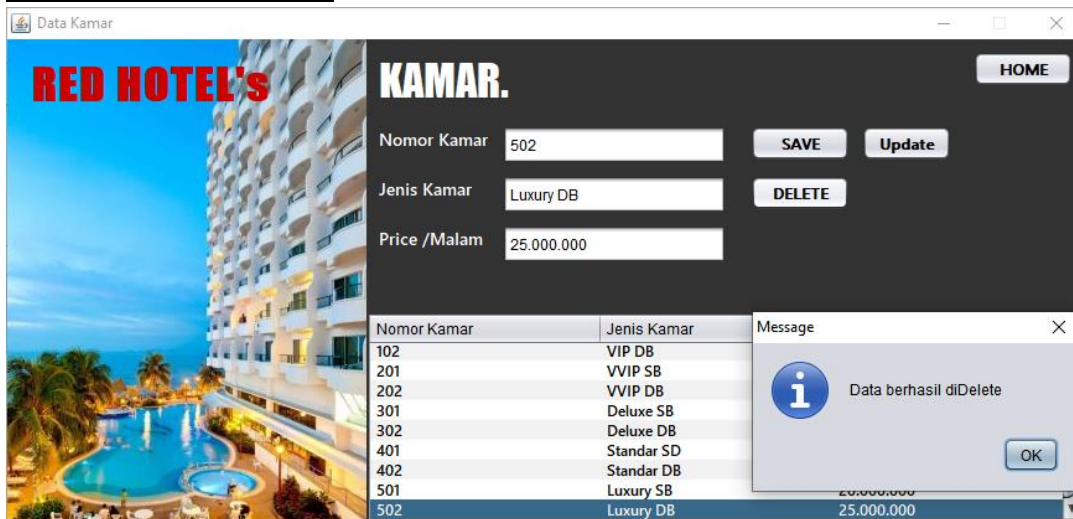 Data Kamar
RED HOTEL's
KAMAR.
HOME
Nomor Kamar 502 SAVE Update
Jenis Kamar Luxury DB DELETE
Price /Malam 25.000.000
Nomor Kamar Jenis Kamar
102 VIP DB
201 VVIP SB
202 VVIP DB
301 Deluxe SB
302 Deluxe DB
401 Standar SD
402 Standar DB
501 Luxury SB 20.000.000
502 Luxury DB 25.000.000
Message
Data berhasil diDelete
OK